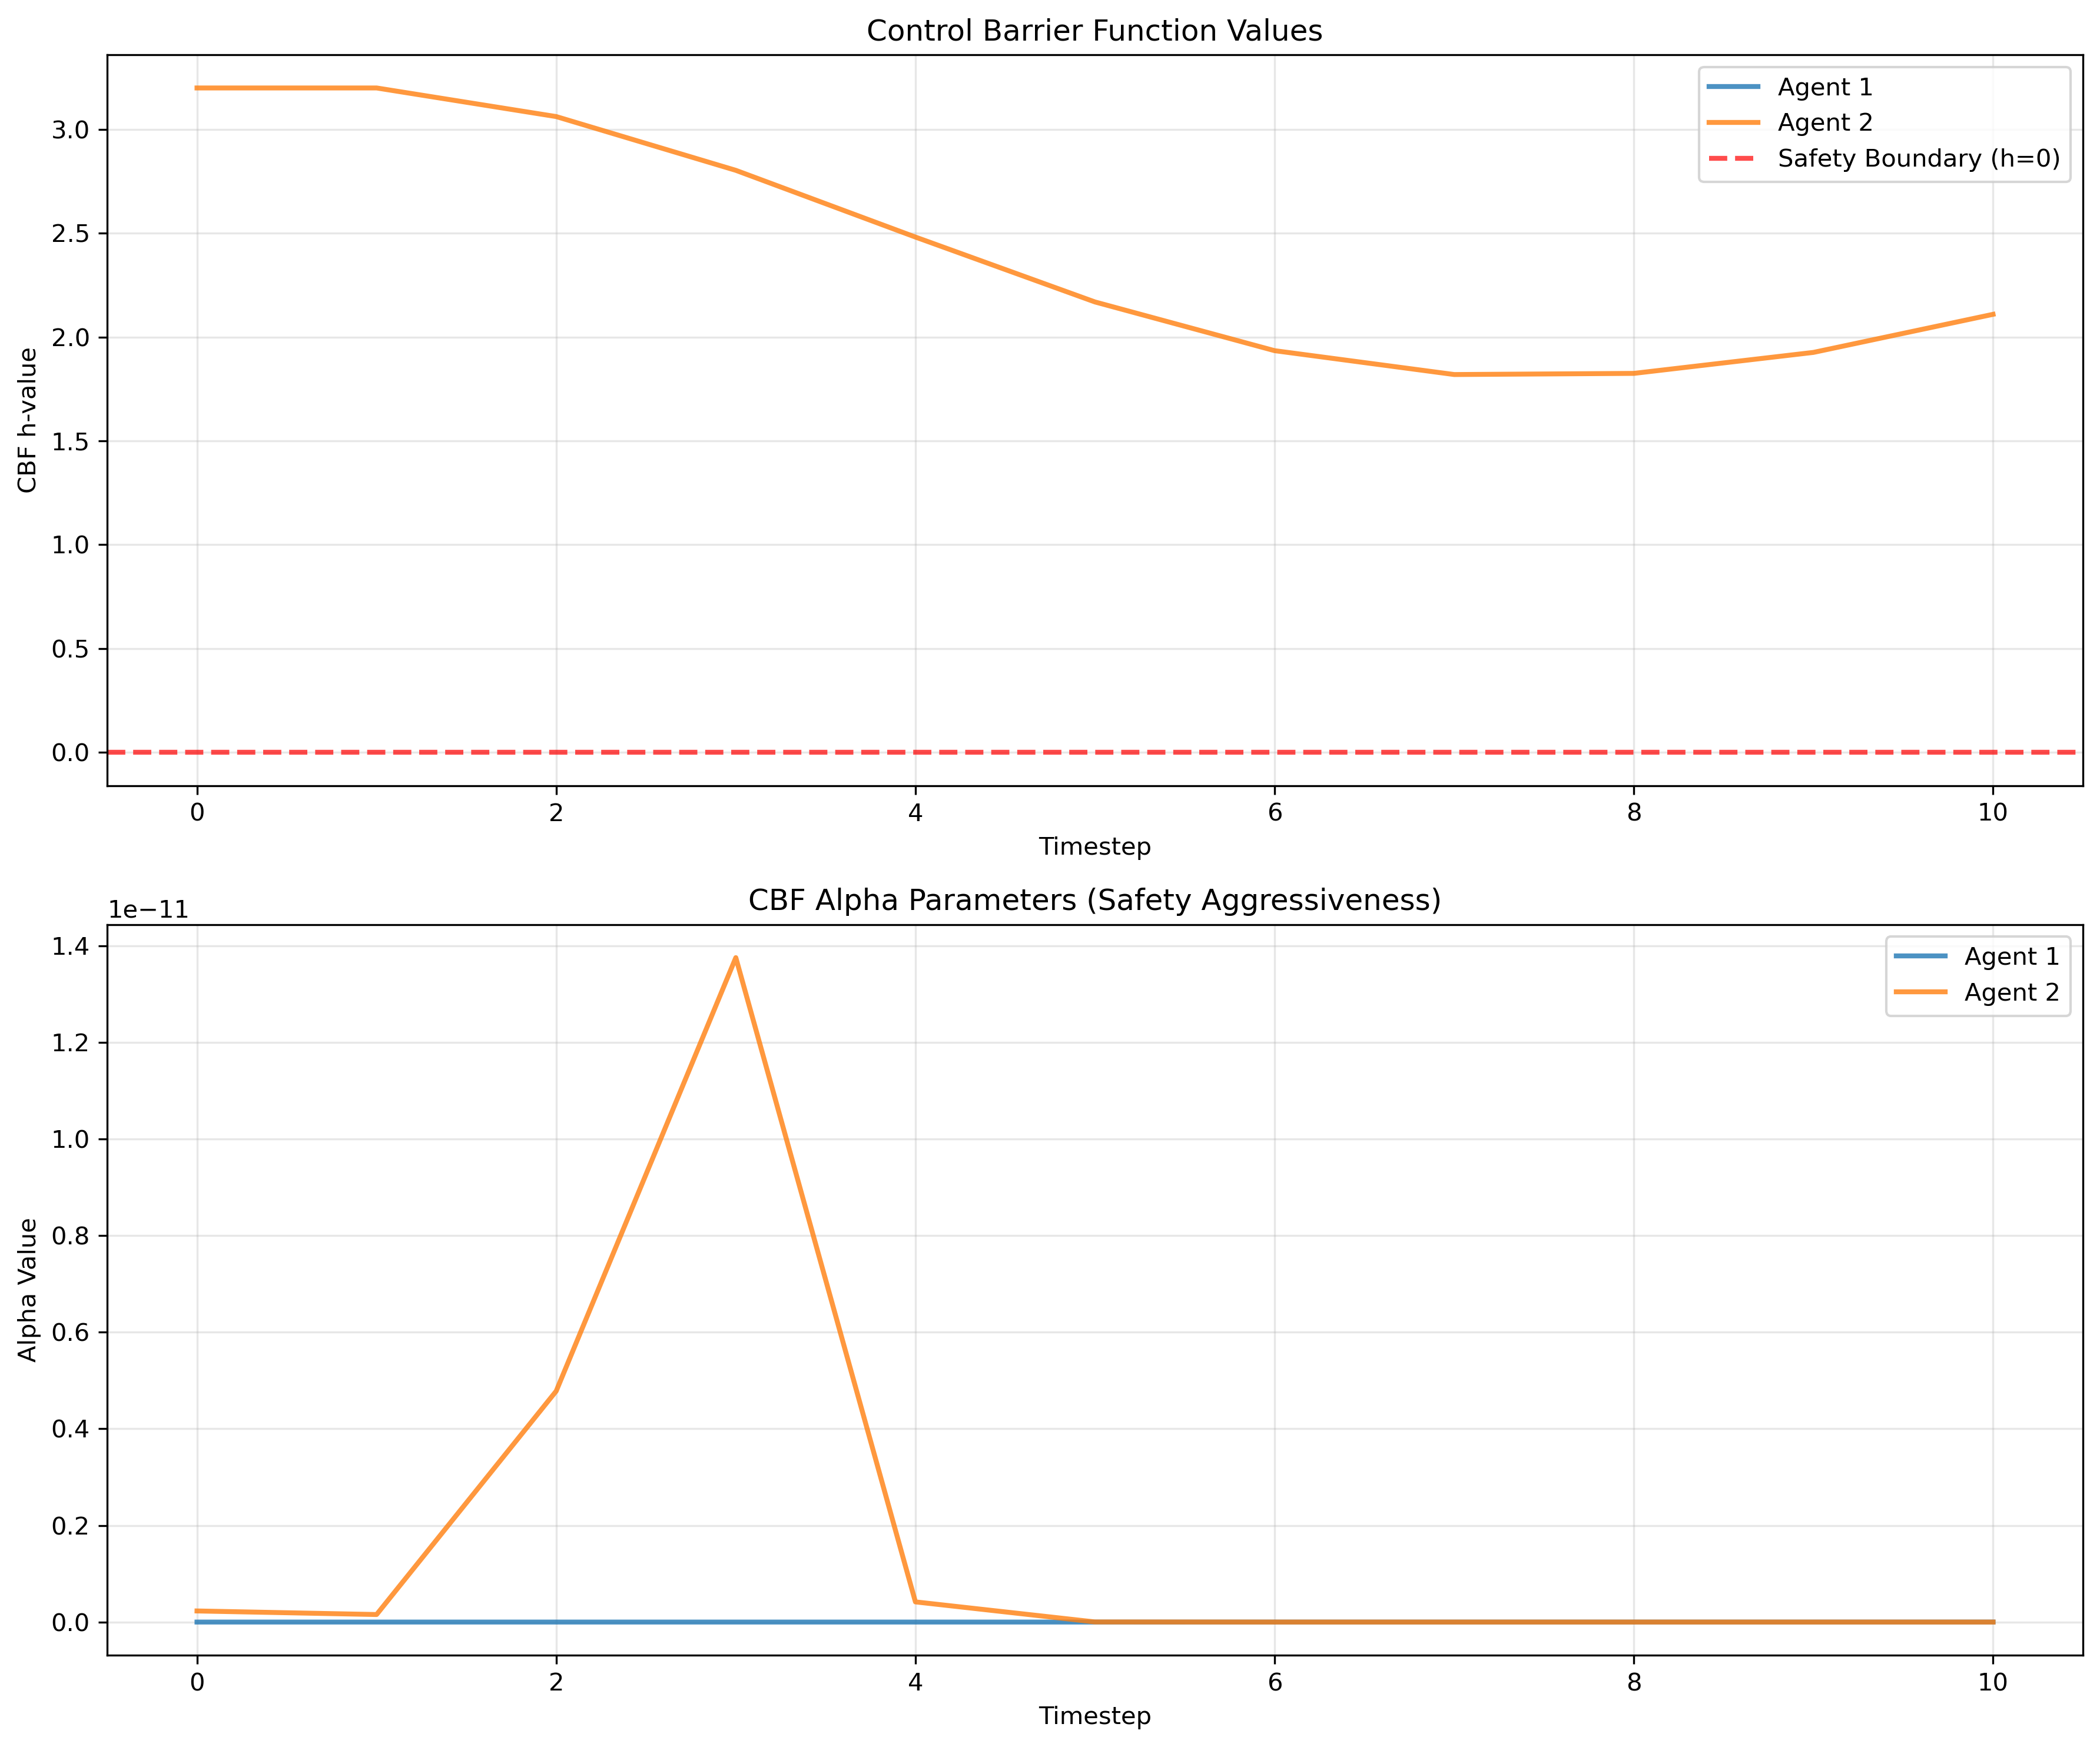 Control Barrier Function Values
Agent 1
Agent 2
Safety Boundary (h=0)
3.0
2.5
2.0
1.5
1.0
0.5
0.0
CBF h-value
0 2 4 6 8 10
Timestep
CBF Alpha Parameters (Safety Aggressiveness)
1e−11
Agent 1
Agent 2
1.4
1.2
1.0
0.8
0.6
0.4
0.2
0.0
Alpha Value
0 2 4 6 8 10
Timestep